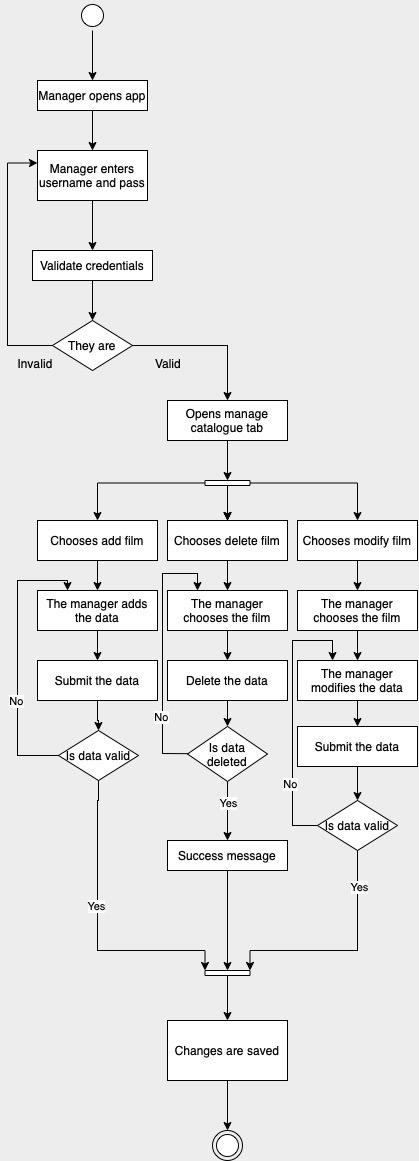 Manager opens app
Manager enters
username and pass
Validate credentials
They are
Invalid
Valid
Opens manage
catalogue tab
Chooses add film
Chooses delete film
Chooses modify film
The manager adds
the data
The manager
chooses the film
The manager
chooses the film
Submit the data
Delete the data
The manager
modifies the data
No
No
Submit the data
Is data valid
Is data
deleted
No
Yes
Is data valid
Success message
Yes
Yes
Changes are saved